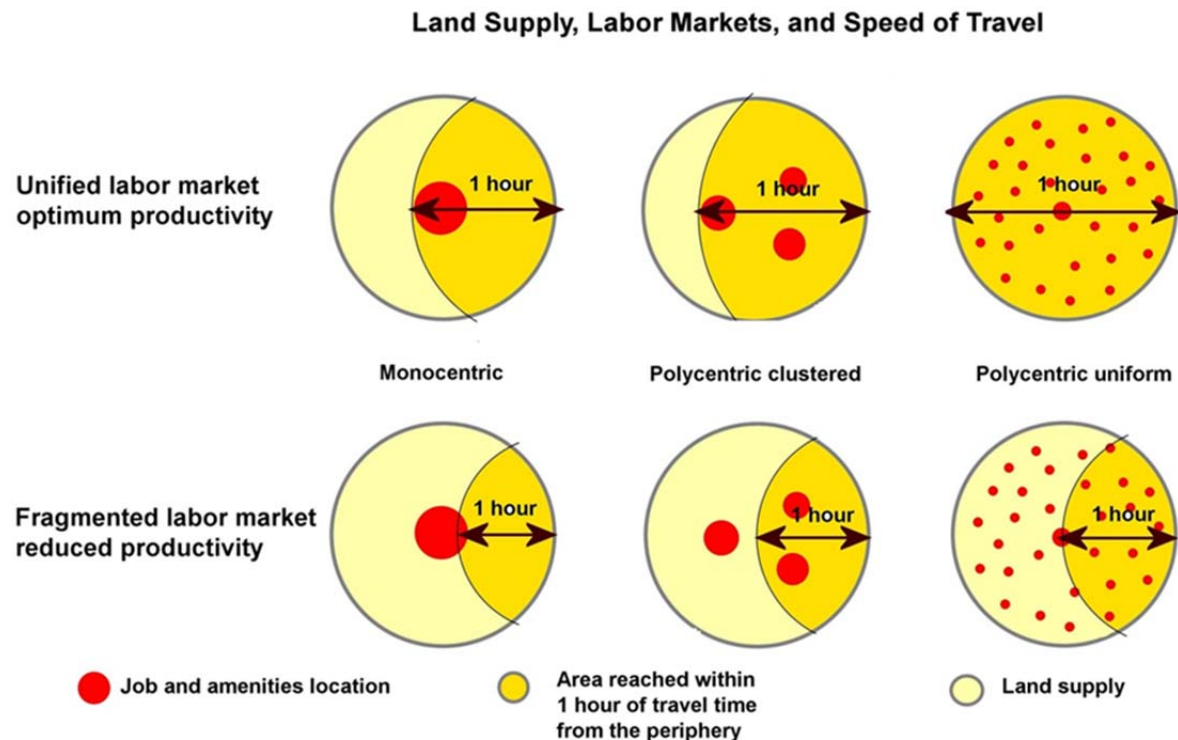 Land Supply, Labor Markets, and Speed of Travel
Unified labor market
optimum productivity
1 hour
1 hour
1 hour
Monocentric
Polycentric clustered
Polycentric uniform
Fragmented labor market
reduced productivity
1 hour
1 hour
1 hour
Job and amenities location
Area reached within
1 hour of travel time
from the periphery
Land supply